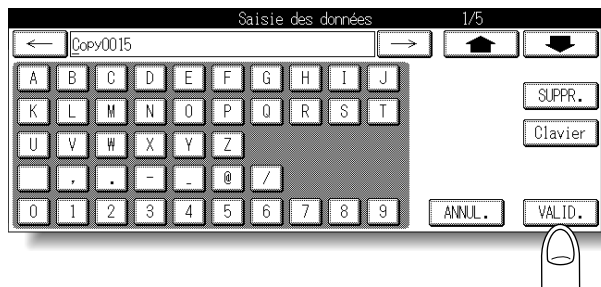 Saisie des données 1/5
Copy0015
A B C D E F G H I J
SUPPR.
K L M N O P Q R S T
Clavier
U V W X Y Z
, . - _ @ /
0 1 2 3 4 5 6 7 8 9 ANNUL. VALID.